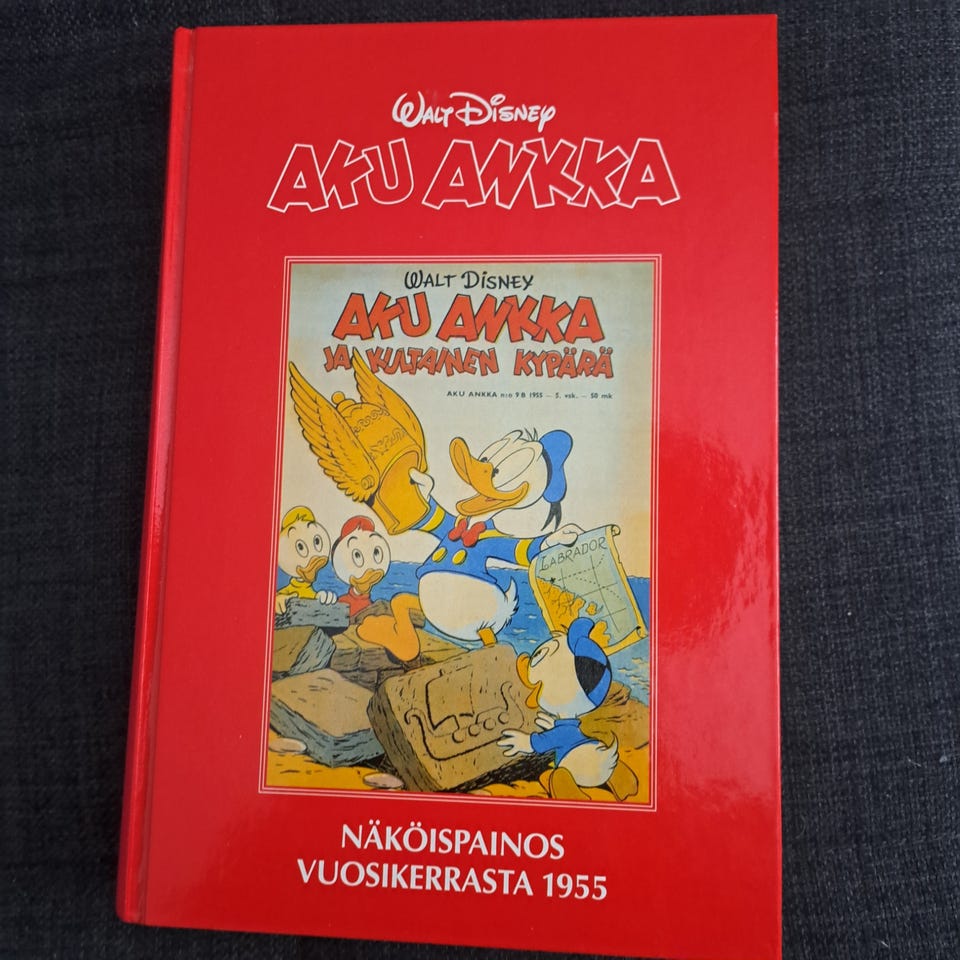 WALT DISNEY
AKU ANKKA
WALT DISNEY
AKU ANKKA
JA KULTAINEN KYPÄRÄ
AKU ANKKA n:o 9 B 1955 — 5. vsk. — 50 mk
LABRADOR
NÄKÖISPAINOS
VUOSIKERRASTA 1955